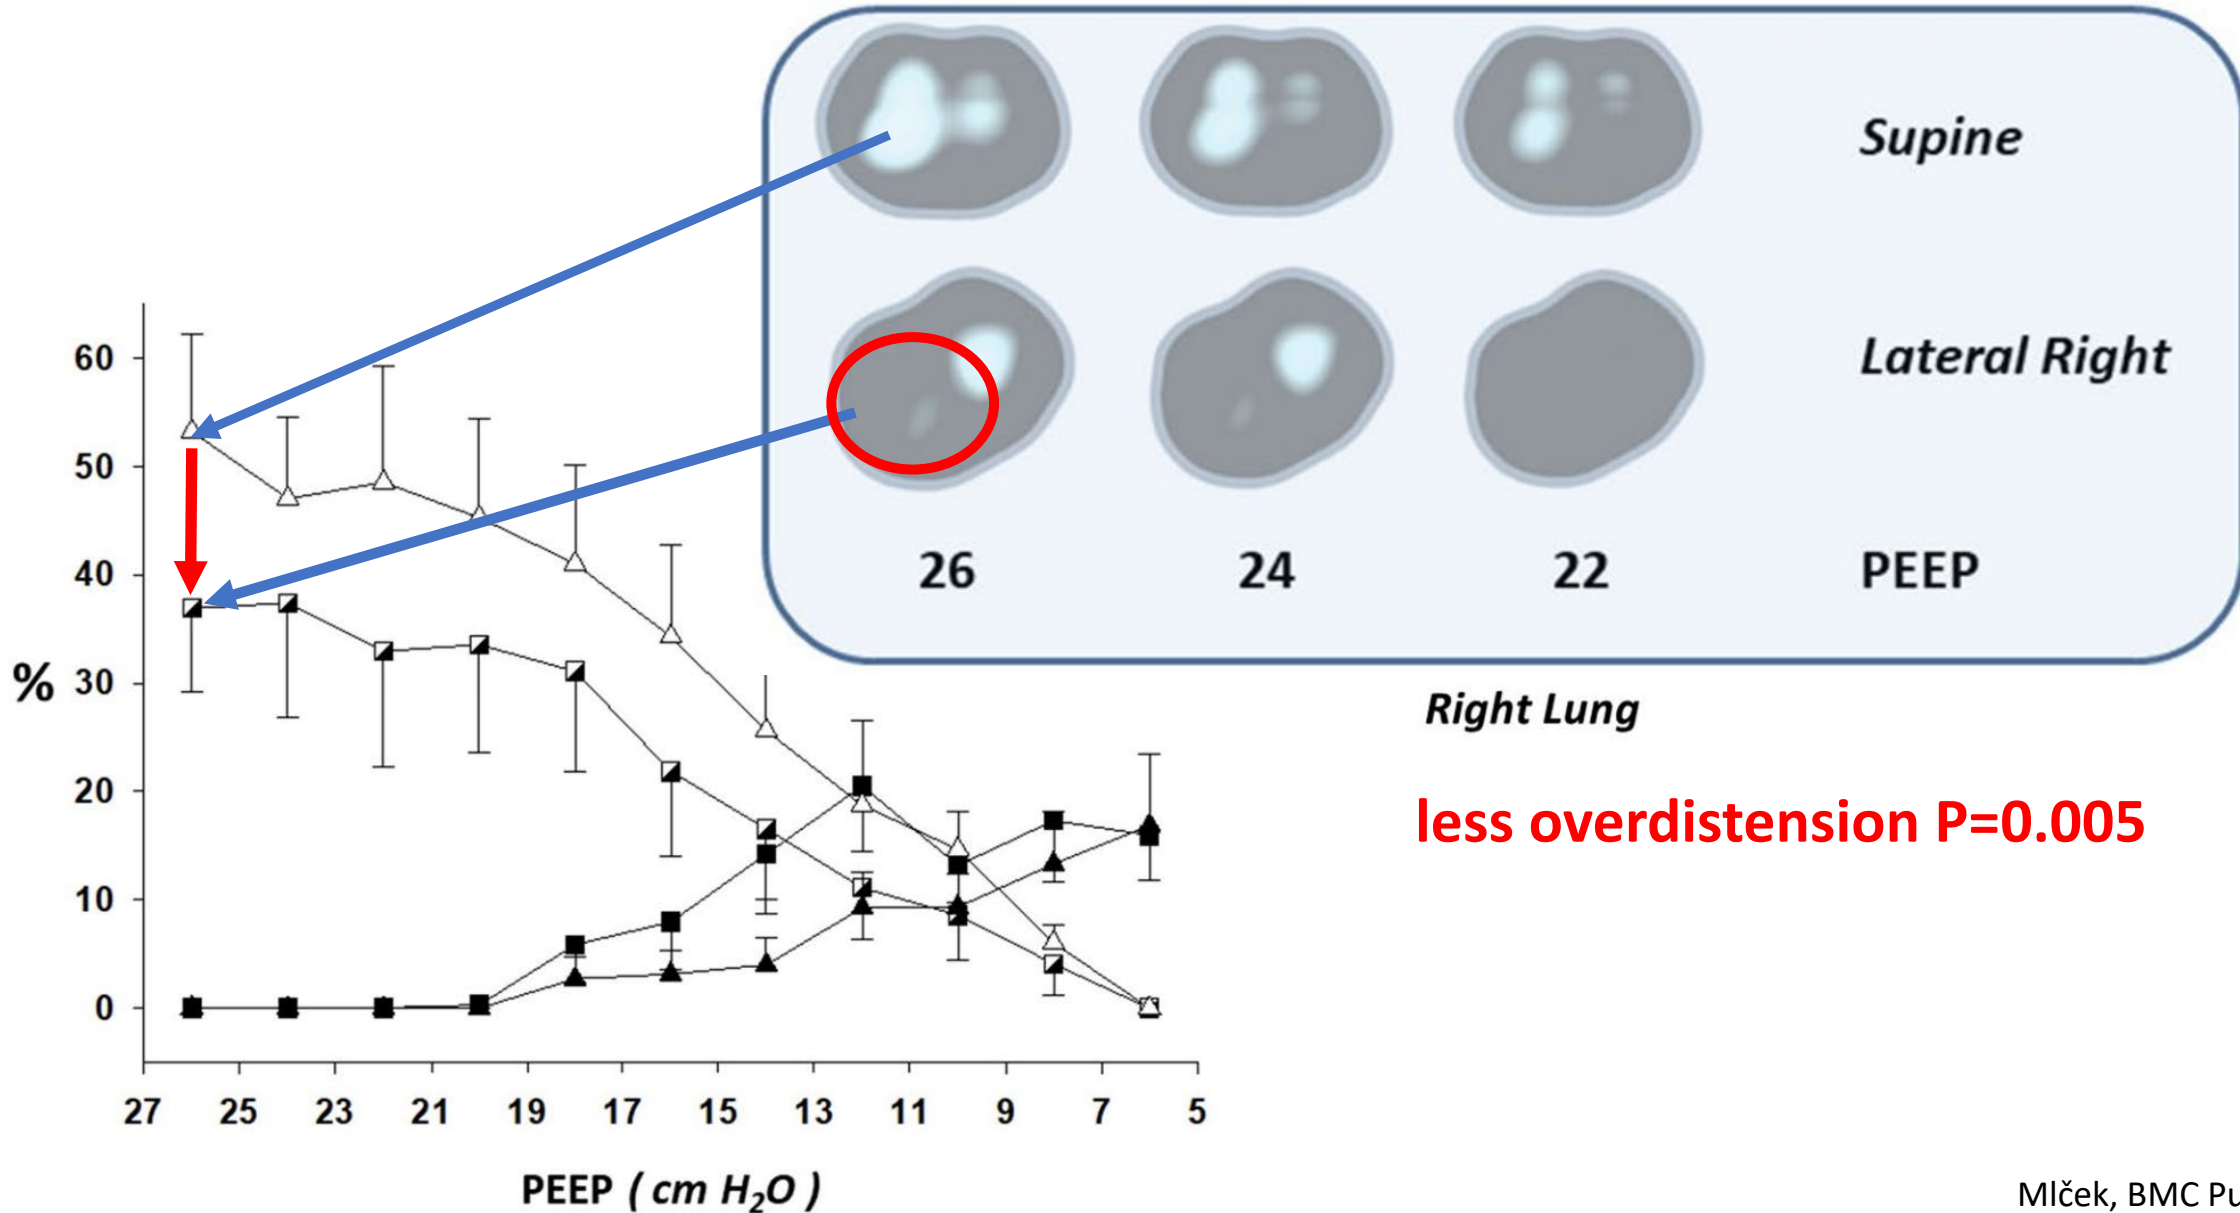 Supine
Lateral Right
26 24 22 PEEP
Right Lung
less overdistension P=0.005
%
60
50
40
30
20
10
0
27 25 23 21 19 17 15 13 11 9 7 5
PEEP ( cm H₂O )
Mlček, BMC